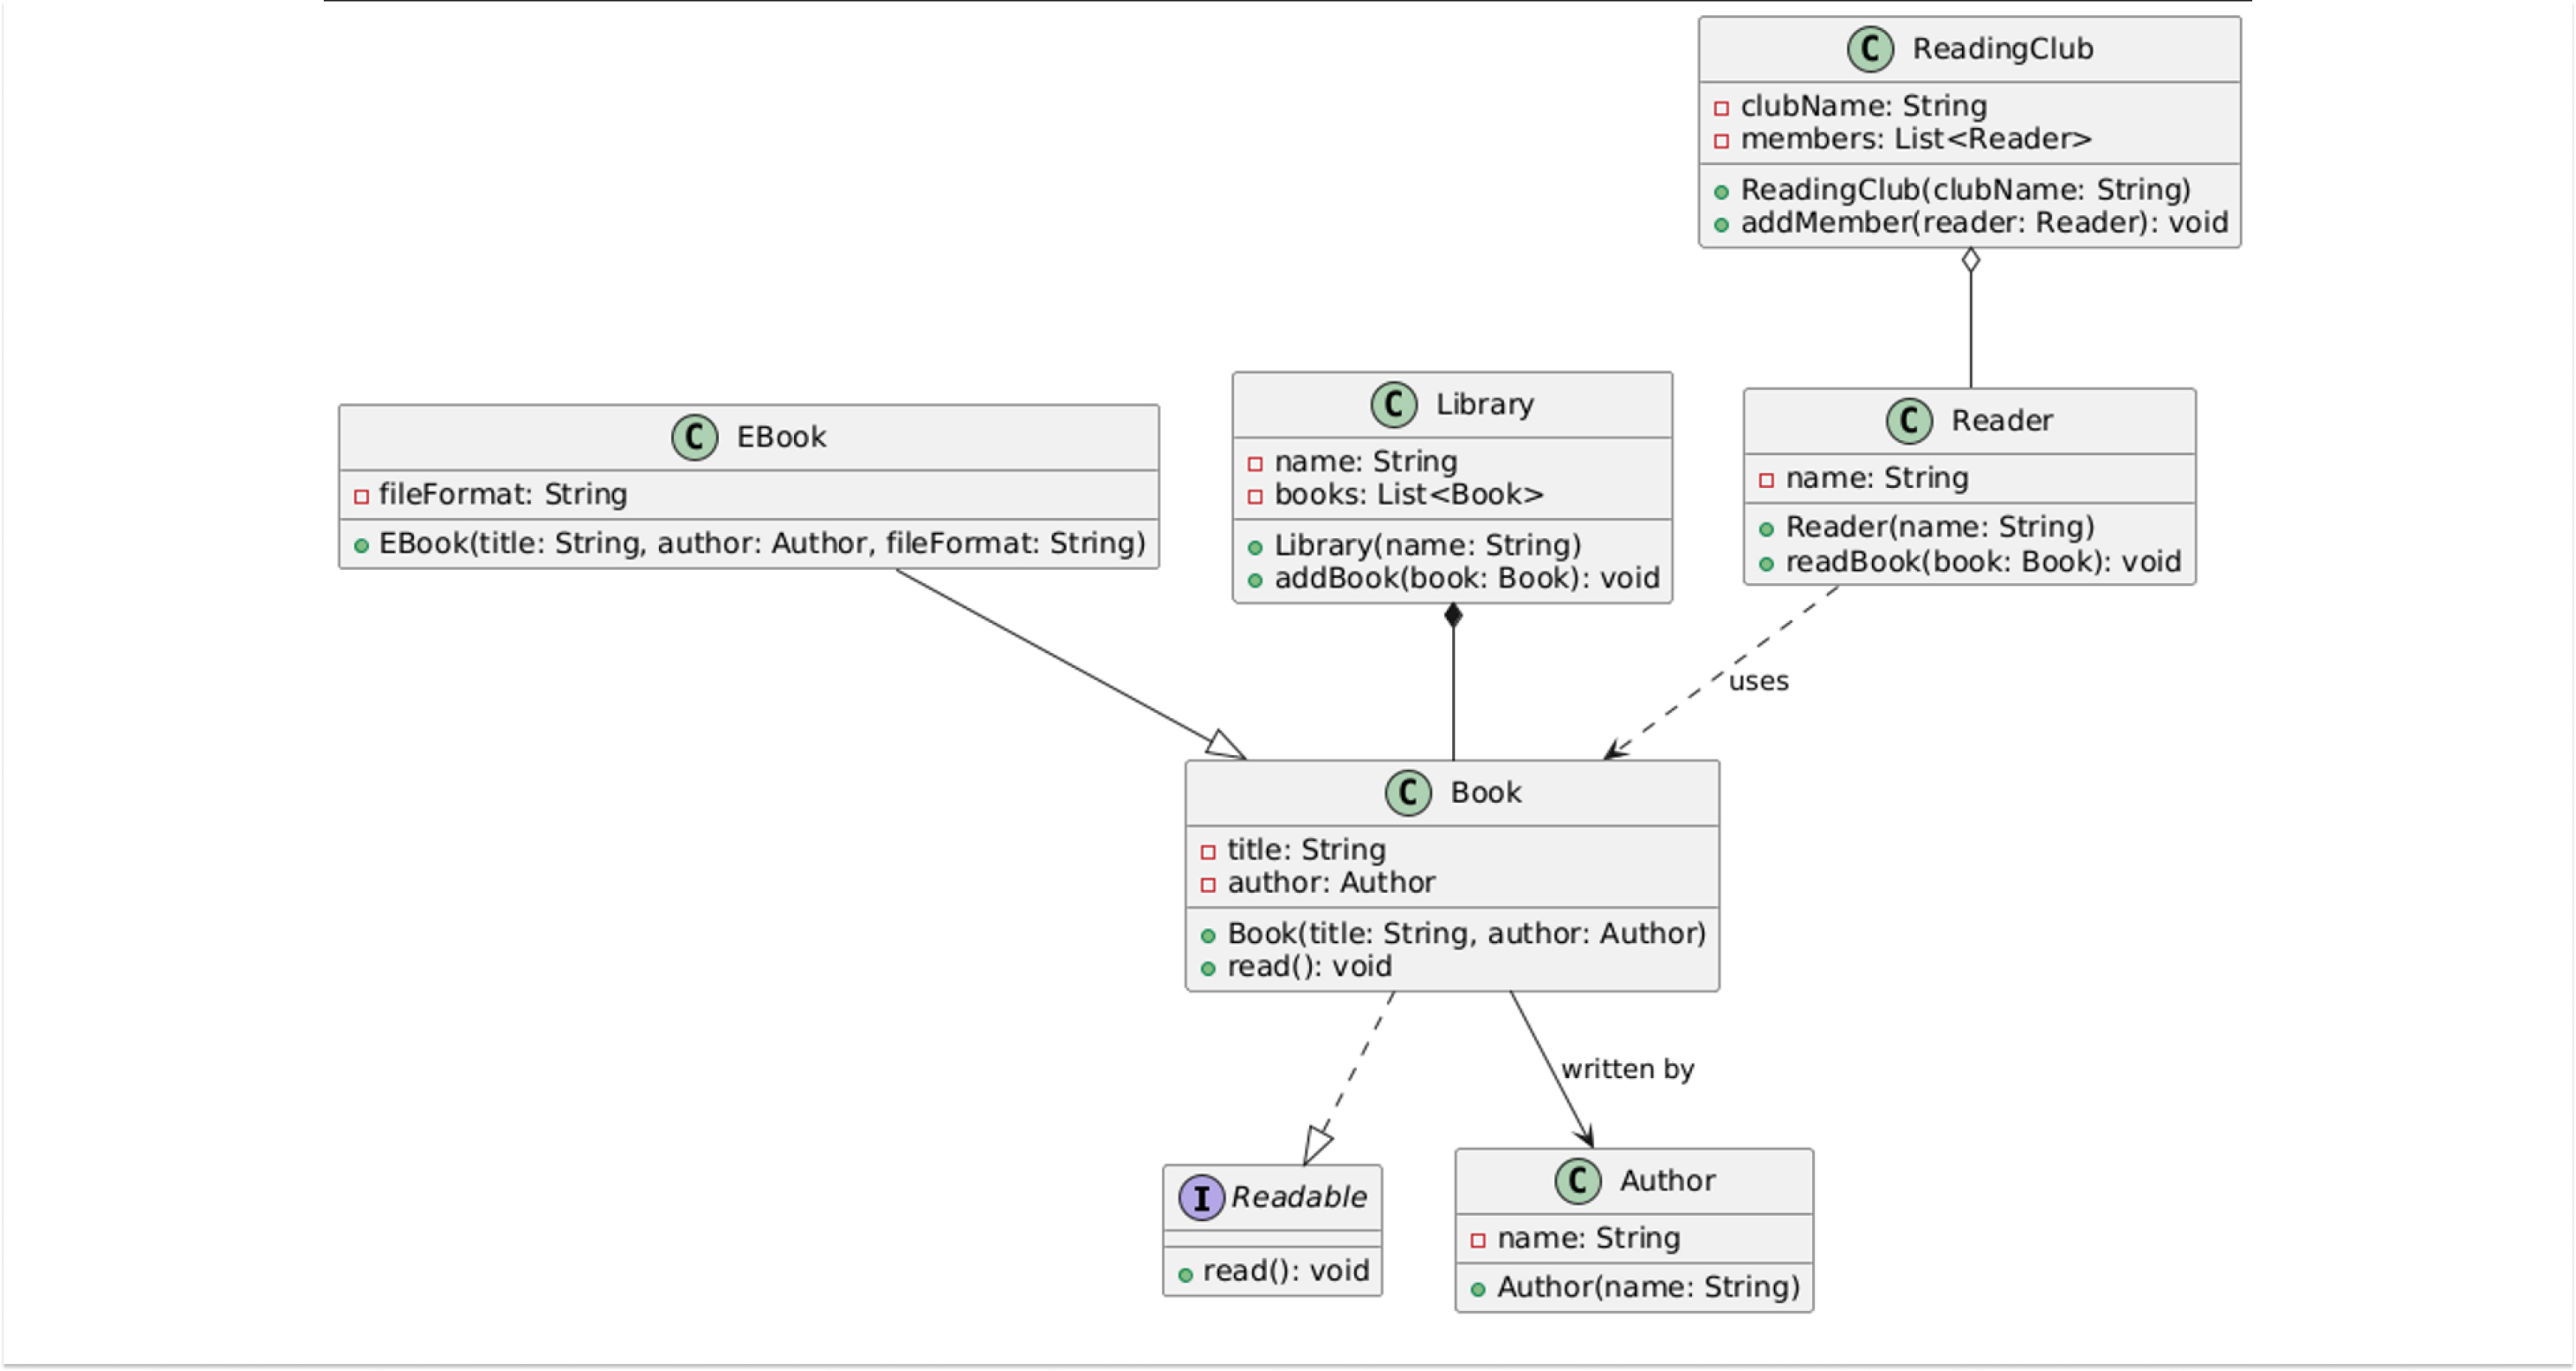 C ReadingClub
clubName: String
members: List<Reader>
ReadingClub(clubName: String)
addMember(reader: Reader): void
C EBook
fileFormat: String
EBook(title: String, author: Author, fileFormat: String)
C Library
name: String
books: List<Book>
Library(name: String)
addBook(book: Book): void
C Reader
name: String
Reader(name: String)
readBook(book: Book): void
uses
C Book
title: String
author: Author
Book(title: String, author: Author)
read(): void
written by
I Readable
read(): void
C Author
name: String
Author(name: String)